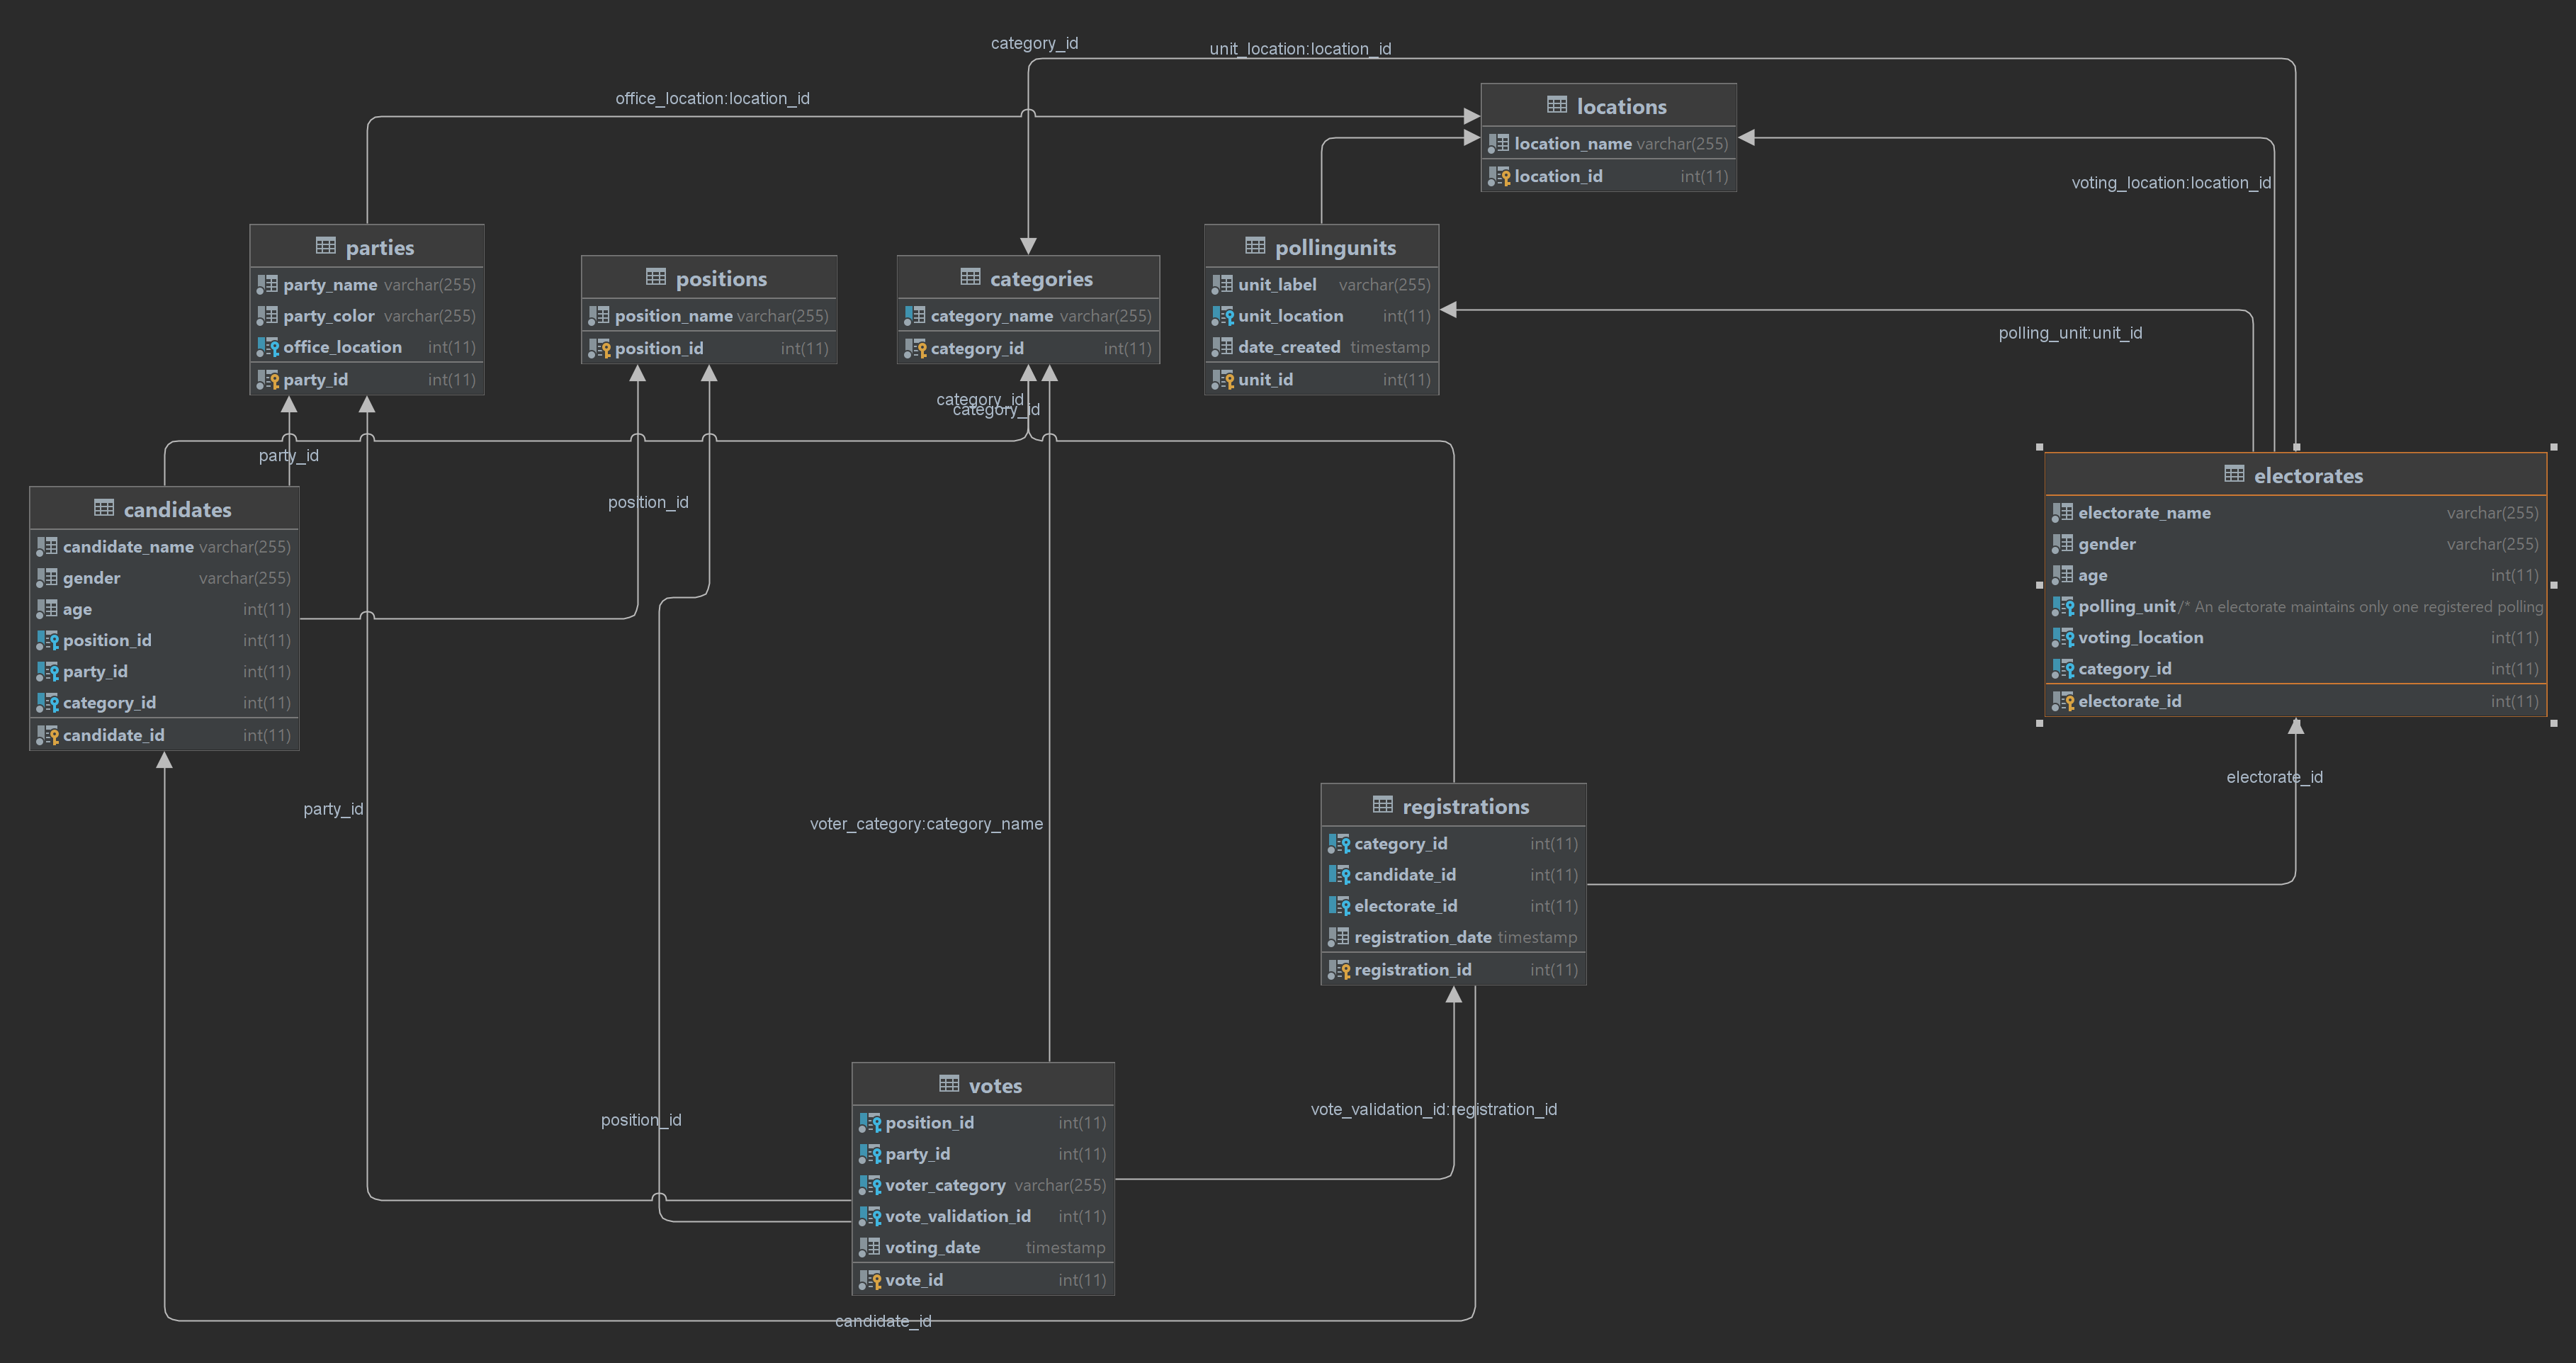 category_id
unit_location:location_id
office_location:location_id
locations
location_name varchar(255)
location_id int(11)
voting_location:location_id
parties
party_name varchar(255)
party_color varchar(255)
office_location int(11)
party_id int(11)
positions
position_name varchar(255)
position_id int(11)
categories
category_name varchar(255)
category_id int(11)
pollingunits
unit_label varchar(255)
unit_location int(11)
date_created timestamp
unit_id int(11)
polling_unit:unit_id
category_id
category_id
party_id
position_id
candidates
candidate_name varchar(255)
gender varchar(255)
age int(11)
position_id int(11)
party_id int(11)
category_id int(11)
candidate_id int(11)
electorates
electorate_name varchar(255)
gender varchar(255)
age int(11)
polling_unit /* An electorate maintains only one registered polling
voting_location int(11)
category_id int(11)
electorate_id int(11)
electorate_id
party_id
voter_category:category_name
registrations
category_id int(11)
candidate_id int(11)
electorate_id int(11)
registration_date timestamp
registration_id int(11)
position_id
vote_validation_id:registration_id
votes
position_id int(11)
party_id int(11)
voter_category varchar(255)
vote_validation_id int(11)
voting_date timestamp
vote_id int(11)
candidate_id